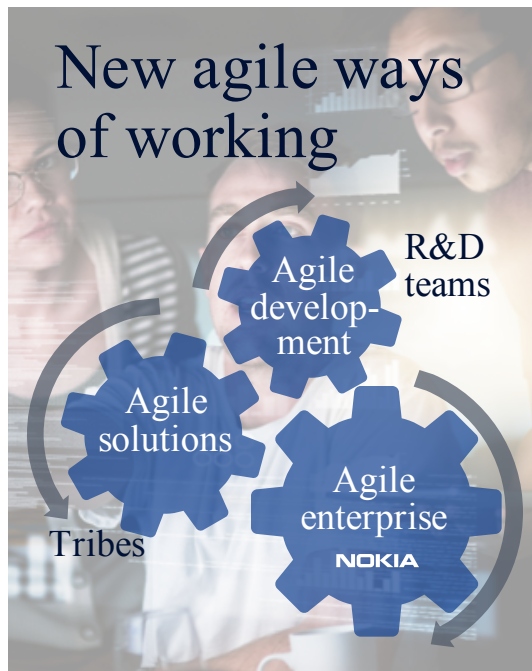 New agile ways
of working
Agile
develop-
ment
R&D
teams
Agile
solutions
Tribes
Agile
enterprise
NOKIA